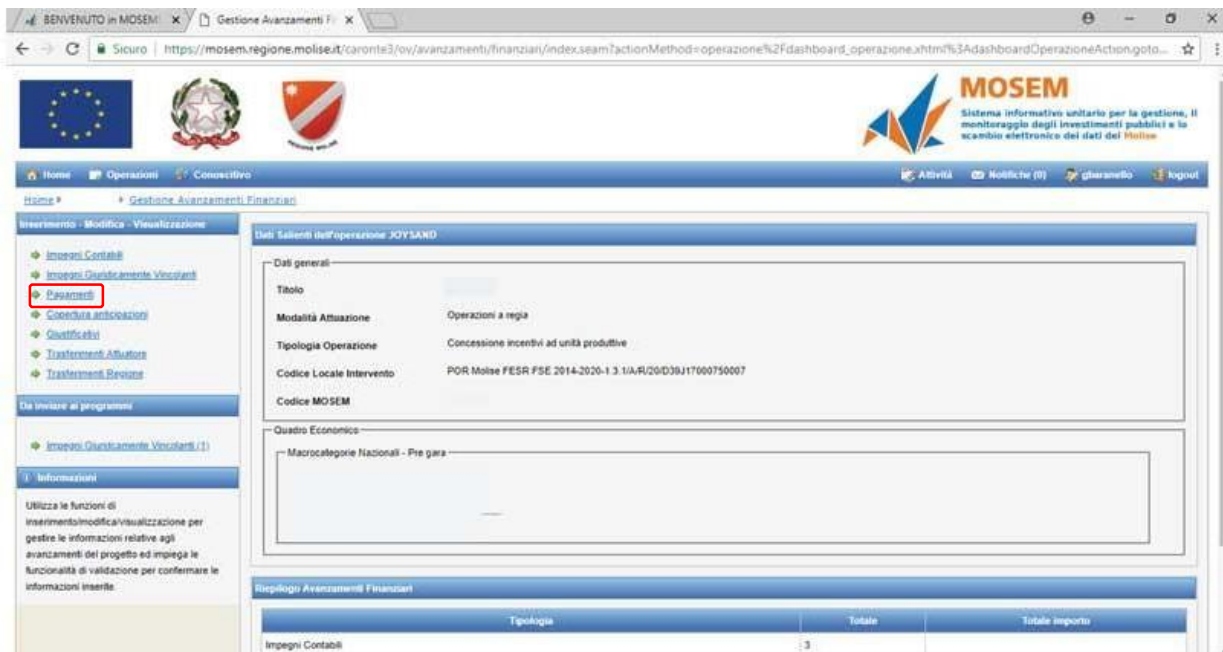 BENVENUTO in MOSEM
Gestione Avanzamenti Fi
Sicuro https://mosem.regione.molise.it/caronte3/ov/avanzamenti/finanziari/index.seam?actionMethod=operazione%2Fdashboard_operazione.xhtml%3AdashboardOperazioneAction.goto...
REGIONE MOLISE
MOSEM
Sistema informativo unitario per la gestione, il
monitoraggio degli investimenti pubblici e lo
scambio elettronico dei dati del Molise
Home Operazioni Conoscitivo Attività Notifiche (0) gbaranello logout
Home Gestione Avanzamenti Finanziari
Inserimento - Modifica - Visualizzazione
Impegni Contabili
Impegni Giuridicamente Vincolanti
Pagamenti
Copertura anticipazioni
Giustificativi
Trasferimenti Attuatore
Trasferimenti Regione
Da inviare ai programmi
Impegni Giuridicamente Vincolanti (1)
Informazioni
Utilizza le funzioni di
inserimento/modifica/visualizzazione per
gestire le informazioni relative agli
avanzamenti del progetto ed impiega le
funzionalità di validazione per confermare le
informazioni inserite.
Dati Salienti dell'operazione JOYSAND
Dati generali
Titolo
Modalità Attuazione Operazioni a regia
Tipologia Operazione Concessione incentivi ad unità produttive
Codice Locale Intervento POR Molise FESR FSE 2014-2020-1.3.1/A/R/20/D39J17000750007
Codice MOSEM
Quadro Economico
Macrocategorie Nazionali - Pre gara
Riepilogo Avanzamenti Finanziari
Tipologia Totale Totale importo
Impegni Contabili 3